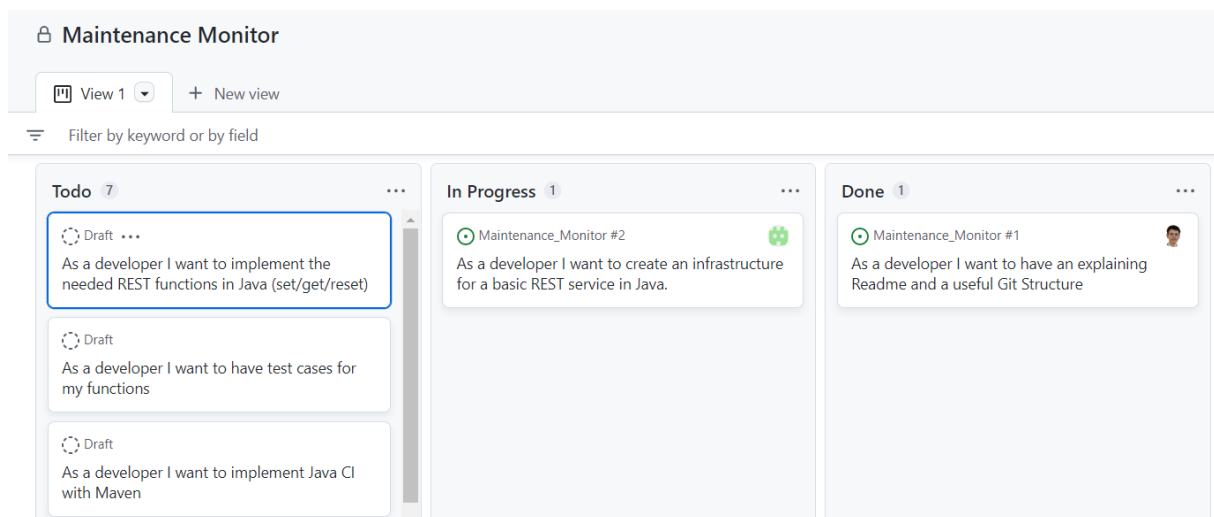 Maintenance Monitor
View 1
New view
Filter by keyword or by field
Todo 7
Draft
As a developer I want to implement the
needed REST functions in Java (set/get/reset)
Draft
As a developer I want to have test cases for
my functions
Draft
As a developer I want to implement Java CI
with Maven
In Progress 1
Maintenance_Monitor #2
As a developer I want to create an infrastructure
for a basic REST service in Java.
Done 1
Maintenance_Monitor #1
As a developer I want to have an explaining
Readme and a useful Git Structure